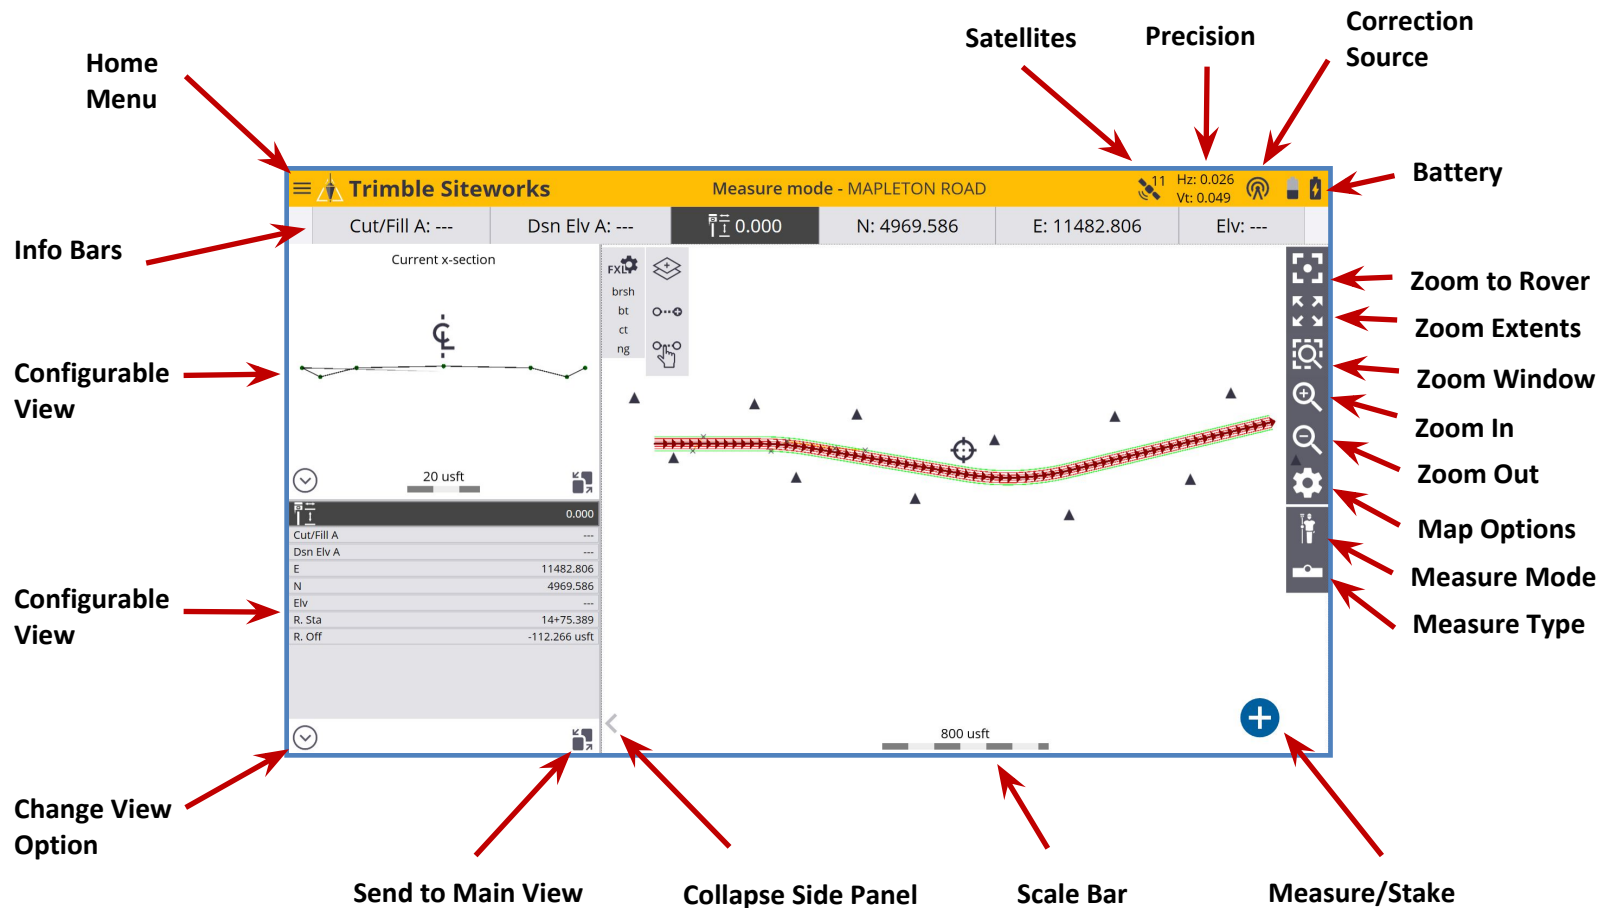 Correction
Source
Satellites
Precision
Home
Menu
Battery
Trimble Siteworks
Measure mode - MAPLETON ROAD
11
Hz: 0.026
Vt: 0.049
Info Bars
Cut/Fill A: ---
Dsn Elv A: ---
0.000
N: 4969.586
E: 11482.806
Elv: ---
Current x-section
FXL
brsh
bt
ct
ng
Zoom to Rover
Zoom Extents
Configurable
View
Zoom Window
Zoom In
Zoom Out
20 usft
Map Options
0.000
Cut/Fill A ---
Dsn Elv A ---
E 11482.806
N 4969.586
Elv ---
R. Sta 14+75.389
R. Off -112.266 usft
Measure Mode
Configurable
View
Measure Type
800 usft
Change View
Option
Send to Main View
Collapse Side Panel
Scale Bar
Measure/Stake